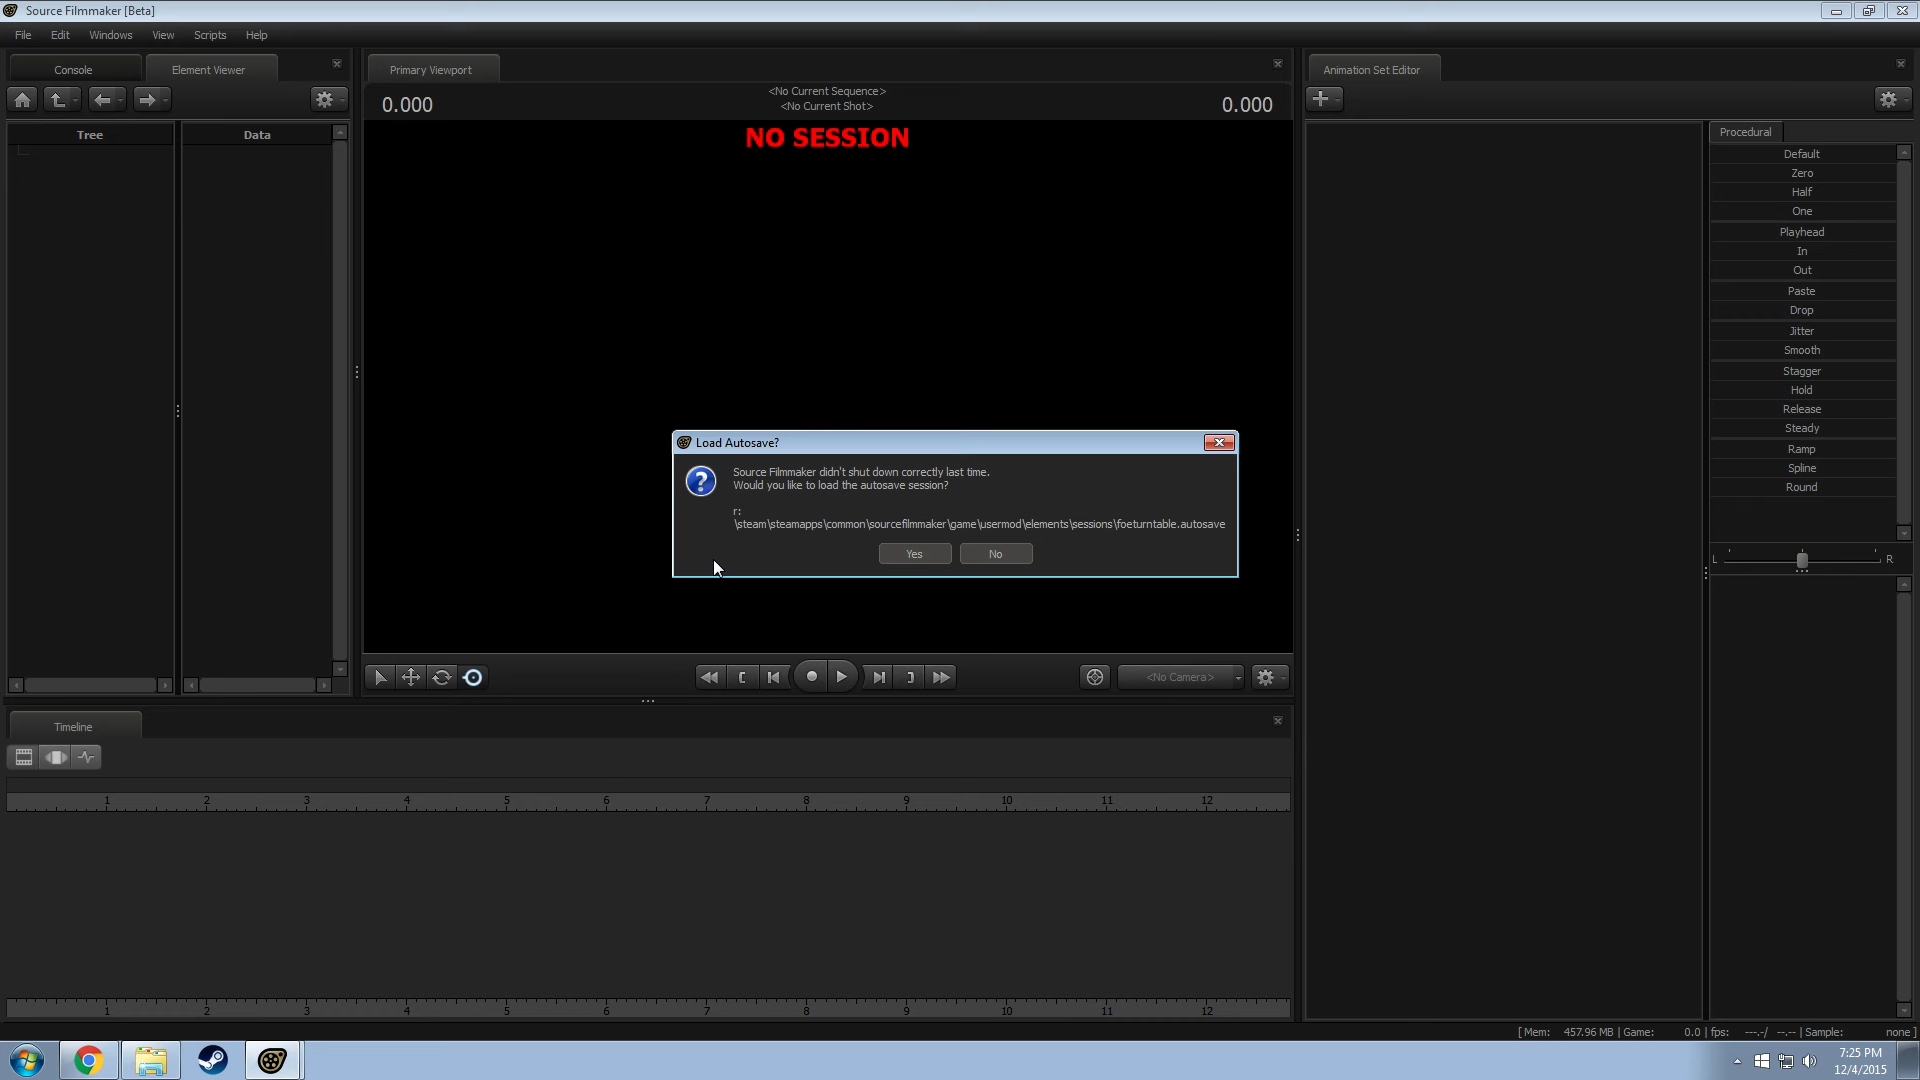 Source Filmmaker [Beta]
File Edit Windows View Scripts Help
Console Element Viewer
Primary Viewport
Animation Set Editor
0.000
<No Current Sequence>
<No Current Shot>
0.000
Tree Data
NO SESSION
Procedural
Default
Zero
Half
One
Playhead
In
Out
Paste
Drop
Jitter
Smooth
Stagger
Hold
Release
Steady
Ramp
Spline
Round
L R
Load Autosave?
Source Filmmaker didn't shut down correctly last time.
Would you like to load the autosave session?
r:
\steam\steamapps\common\sourcefilmmaker\game\usermod\elements\sessions\foeturntable.autosave
Yes No
<No Camera>
Timeline
1 2 3 4 5 6 7 8 9 10 11 12
1 2 3 4 5 6 7 8 9 10 11 12
[ Mem: 457.96 MB | Game: 0.0 | fps: ---.-/ --.-- | Sample: none ]
7:25 PM
12/4/2015